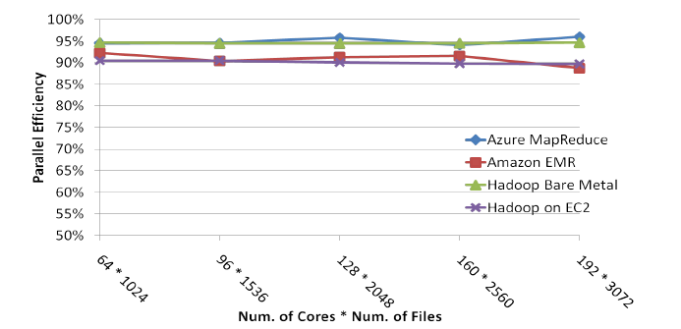 100%
95%
90%
85%
80%
75%
70%
65%
60%
55%
50%
Parallel Efficiency
Azure MapReduce
Amazon EMR
Hadoop Bare Metal
Hadoop on EC2
64 * 1024
96 * 1536
128 * 2048
160 * 2560
192 * 3072
Num. of Cores * Num. of Files